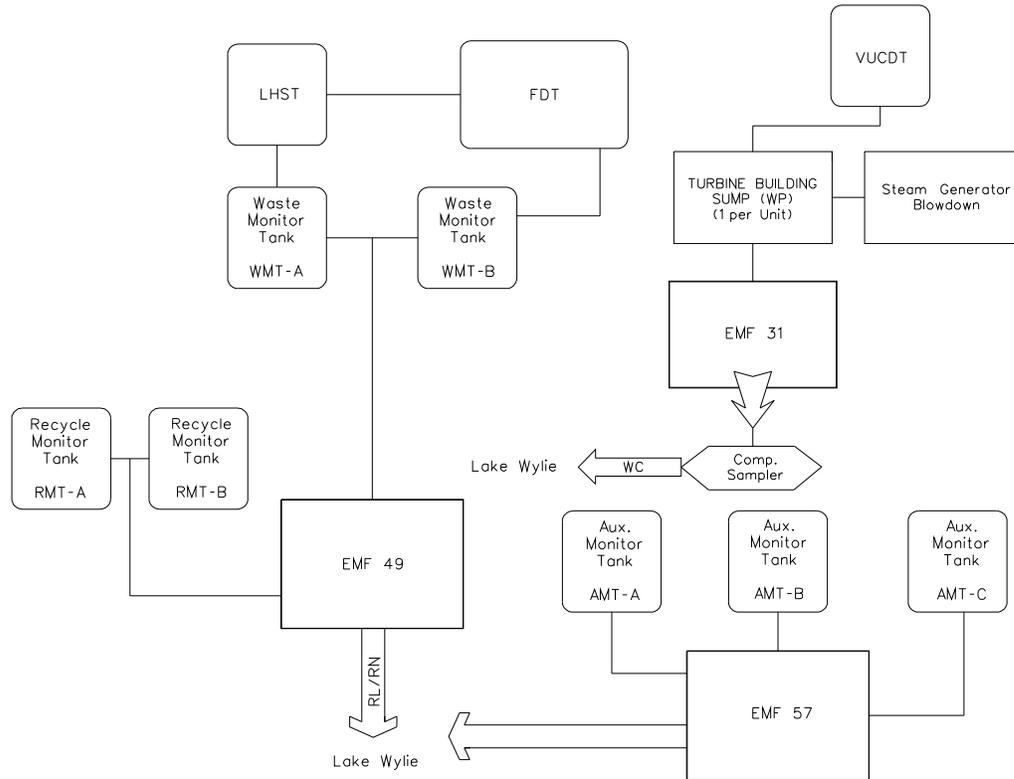 VUCDT
LHST
FDT
TURBINE BUILDING
SUMP (WP)
(1 per Unit)
Steam Generator
Blowdown
Waste
Monitor
Tank
WMT-A
Waste
Monitor
Tank
WMT-B
EMF 31
Recycle
Monitor
Tank
RMT-A
Recycle
Monitor
Tank
RMT-B
Lake Wylie
WC
Comp.
Sampler
EMF 49
Aux.
Monitor
Tank
AMT-A
Aux.
Monitor
Tank
AMT-B
Aux.
Monitor
Tank
AMT-C
RL/RN
EMF 57
Lake Wylie